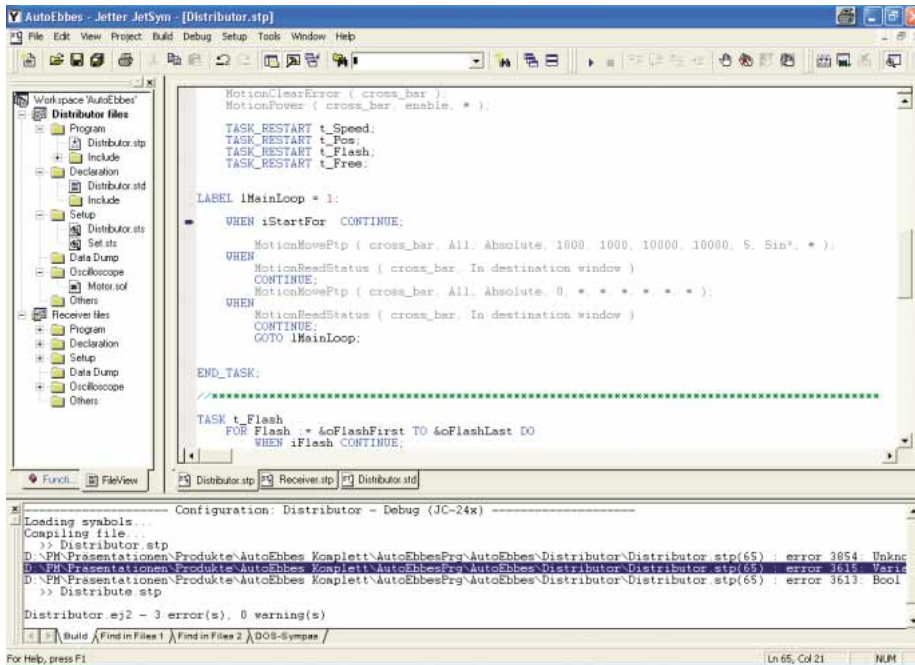 AutoEbbes - Jetter JetSym - [Distributor.stp]
File Edit View Project Build Debug Setup Tools Window Help
Workspace 'AutoEbbes'
Distributor files
Program
Distributor.stp
Include
Declaration
Distributor.std
Include
Setup
Distributor.sts
Set.sts
Data Dump
Oscilloscope
Motor.sof
Others
Receiver files
Program
Declaration
Setup
Data Dump
Oscilloscope
Others
Functi... FileView
MotionClearError ( cross_bar );
MotionPower ( cross_bar, enable, * );
TASK_RESTART t_Speed;
TASK_RESTART t_Pos;
TASK_RESTART t_Flash;
TASK_RESTART t_Free;
LABEL lMainLoop = 1;
WHEN iStartFor CONTINUE;
MotionMovePtp ( cross_bar, All, Absolute, 1000, 1000, 10000, 10000, 5, Sin², * );
WHEN
MotionReadStatus ( cross_bar, In destination window )
CONTINUE;
MotionMovePtp ( cross_bar, All, Absolute, 0, *, *, *, *, *, * );
WHEN
MotionReadStatus ( cross_bar, In destination window )
CONTINUE;
GOTO lMainLoop;
END_TASK;
TASK t_Flash
FOR Flash := &oFlashFirst TO &oFlashLast DO
WHEN iFlash CONTINUE;
Distributor.stp Receiver.stp Distributor.std
-------------------- Configuration: Distributor - Debug (JC-24x) --------------------
Loading symbols...
Compiling file...
>> Distributor.stp
D:\PM\Präsentationen\Produkte\AutoEbbes Komplett\AutoEbbesPrg\AutoEbbes\Distributor\Distributor.stp(65) : error 3854: Unknc
D:\PM\Präsentationen\Produkte\AutoEbbes Komplett\AutoEbbesPrg\AutoEbbes\Distributor\Distributor.stp(65) : error 3615: Varie
D:\PM\Präsentationen\Produkte\AutoEbbes Komplett\AutoEbbesPrg\AutoEbbes\Distributor\Distributor.stp(65) : error 3613: Bool
>> Distribute.stp
Distributor.ej2 - 3 error(s), 0 warning(s)
Build Find in Files 1 Find in Files 2 DOS-Sympas
For Help, press F1 Ln 65, Col 21 NUM